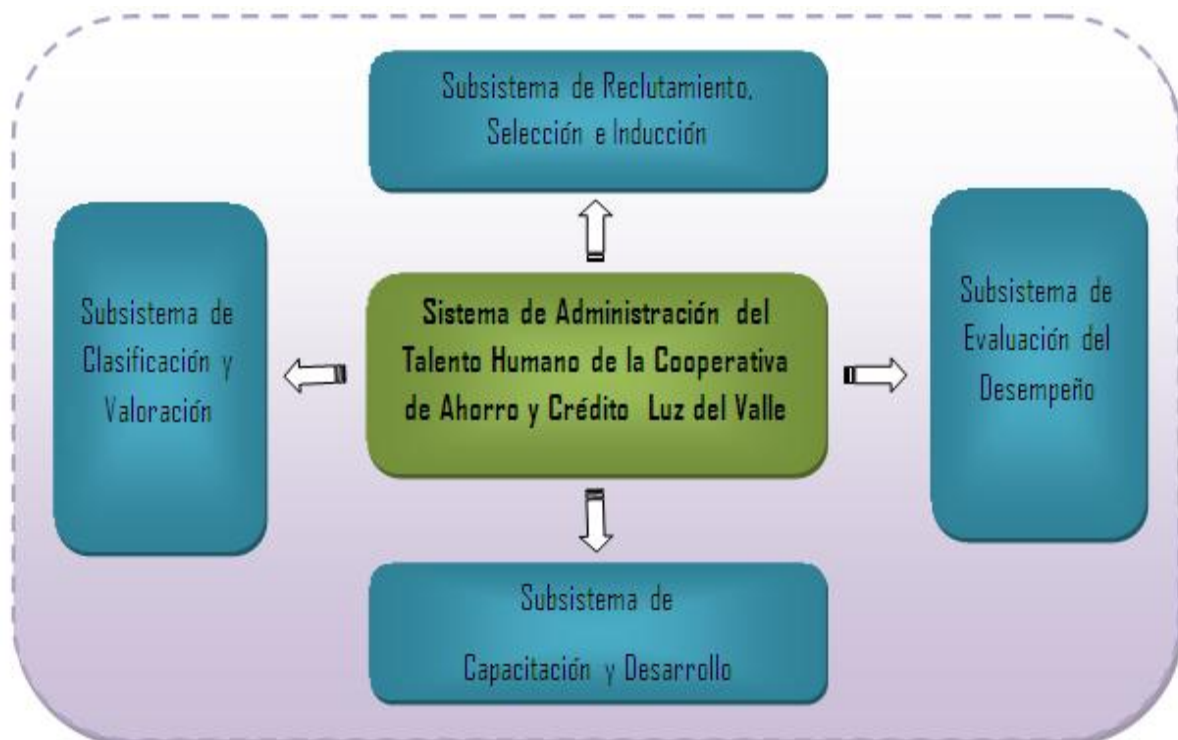 Subsistema de Reclutamiento,
Selección e Inducción
Subsistema de
Clasificación y
Valoración
Sistema de Administración del
Talento Humano de la Cooperativa
de Ahorro y Crédito Luz del Valle
Subsistema de
Evaluación del
Desempeño
Subsistema de
Capacitación y Desarrollo